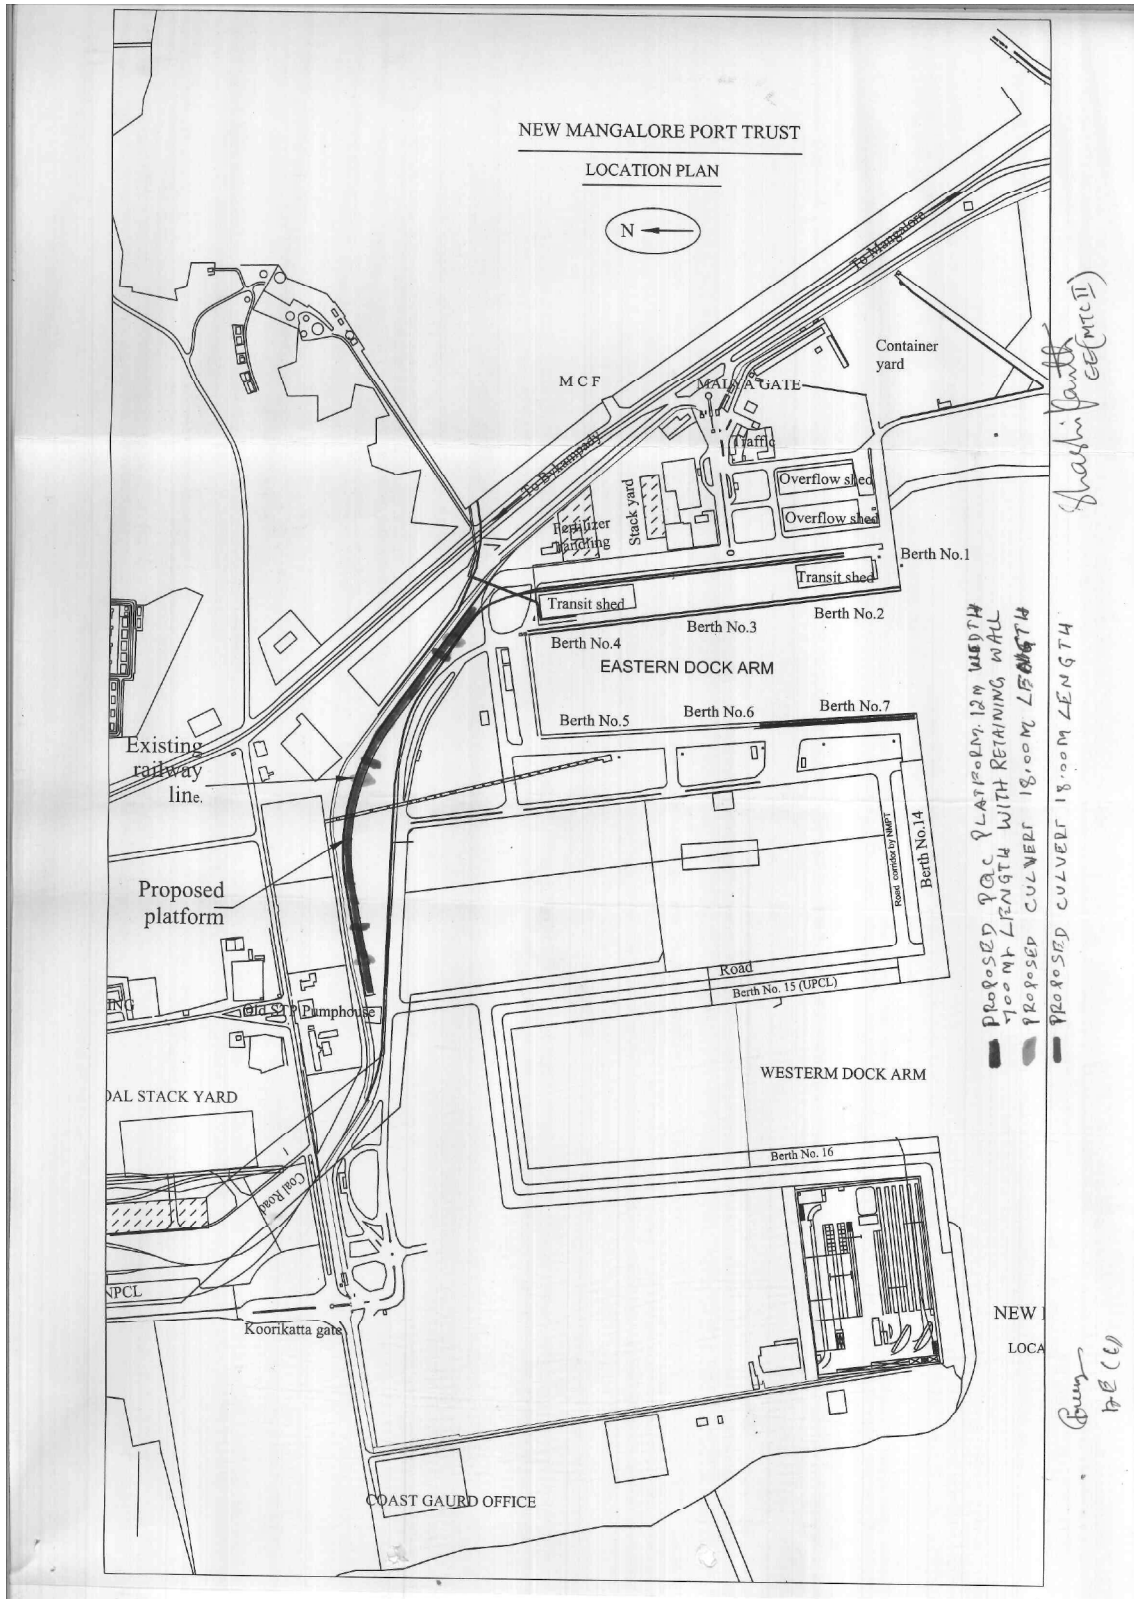 NEW MANGALORE PORT TRUST
LOCATION PLAN
N
To Mangalore
Container
yard
M C F
MALYA GATE
Traffic
To Bykampady
Overflow shed
Overflow shed
Stack yard
Fertilizer
handling
Berth No.1
Transit shed
Transit shed
Berth No.2
Berth No.3
Berth No.4
EASTERN DOCK ARM
Berth No.5
Berth No.6
Berth No.7
Existing
railway
line.
Berth No.14
Road corridor by NMPT
Proposed
platform
Road
Berth No. 15 (UPCL)
ING
Old STP Pumphouse
WESTERM DOCK ARM
OAL STACK YARD
Berth No. 16
Coal Road
NPCL
Koorikatta gate
NEW
LOCA
COAST GAURD OFFICE
PROPOSED PQC PLATFORM.12m WIDTH
700 Mt LENGTH WITH RETAINING WALL
PROPOSED CULVERT 18.00M LENGTH
PROPOSED CULVERT 18.00M LENGTH